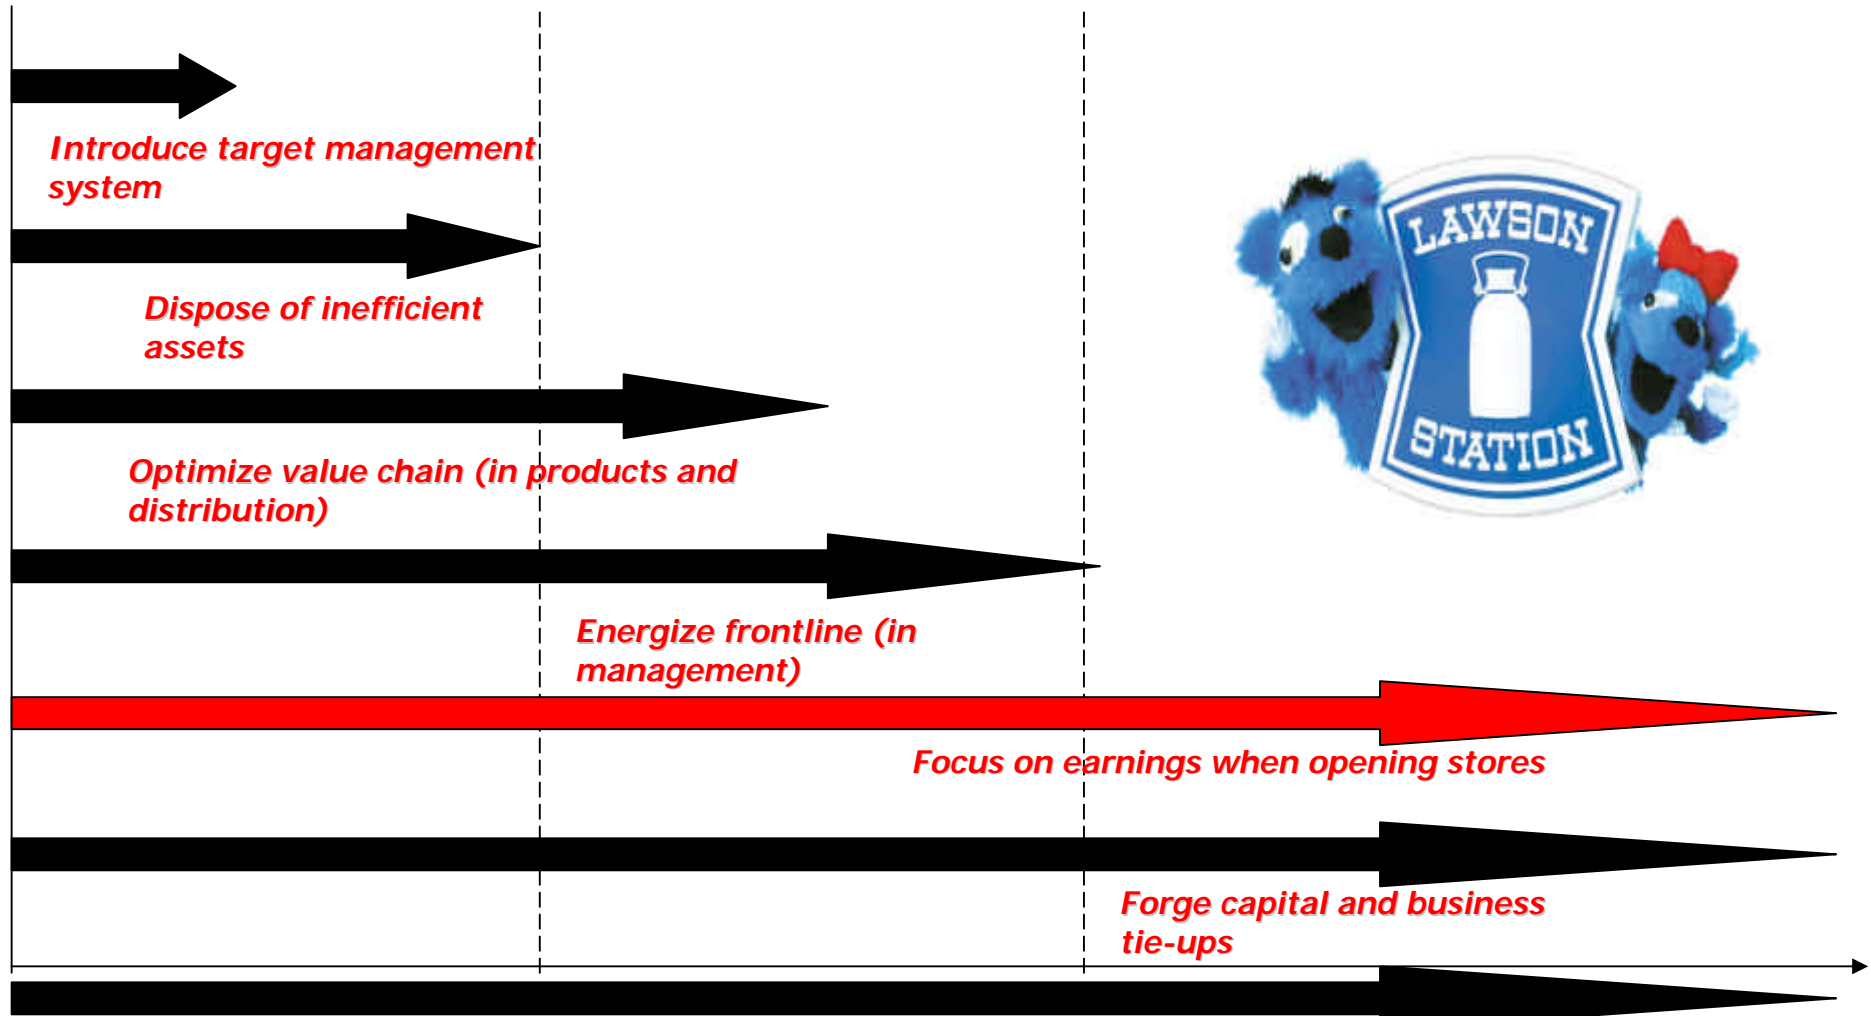 Introduce target management
system
LAWSON
STATION
Dispose of inefficient
assets
Optimize value chain (in products and
distribution)
Energize frontline (in
management)
Focus on earnings when opening stores
Forge capital and business
tie-ups